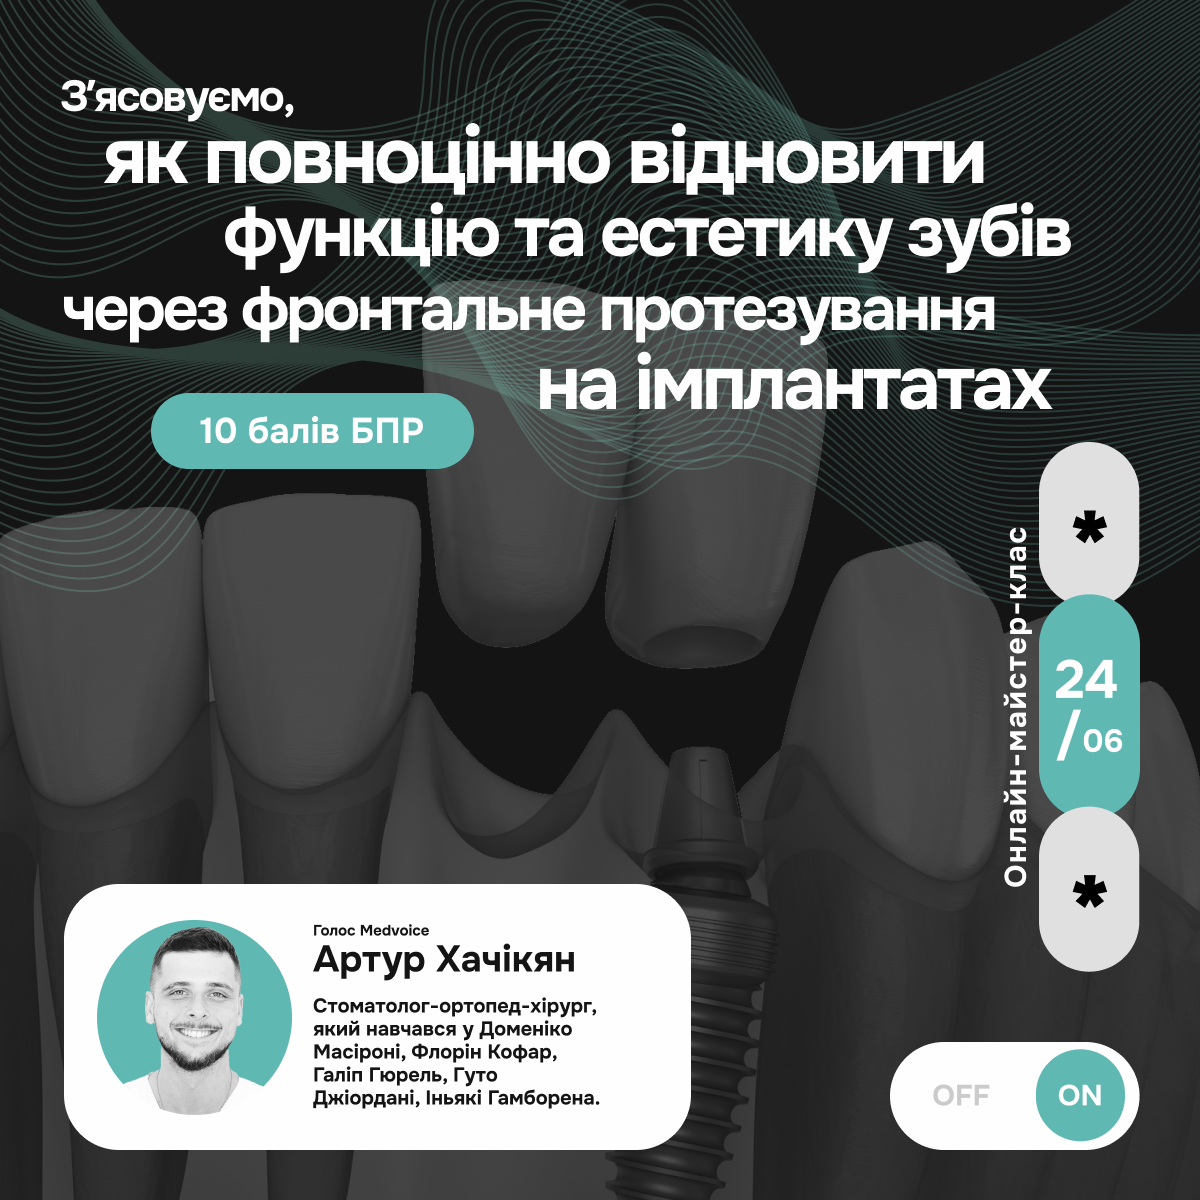 З’ясовуємо,
як повноцінно відновити
функцію та естетику зубів
через фронтальне протезування
на імплантатах
10 балів БПР
*
Онлайн-майстер-клас
24
/06
*
Голос Medvoice
Артур Хачікян
Стоматолог-ортопед-хірург,
який навчався у Доменіко
Масіроні, Флорін Кофар,
Галіп Гюрель, Гуто
Джіордані, Іньякі Гамборена.
OFF ON